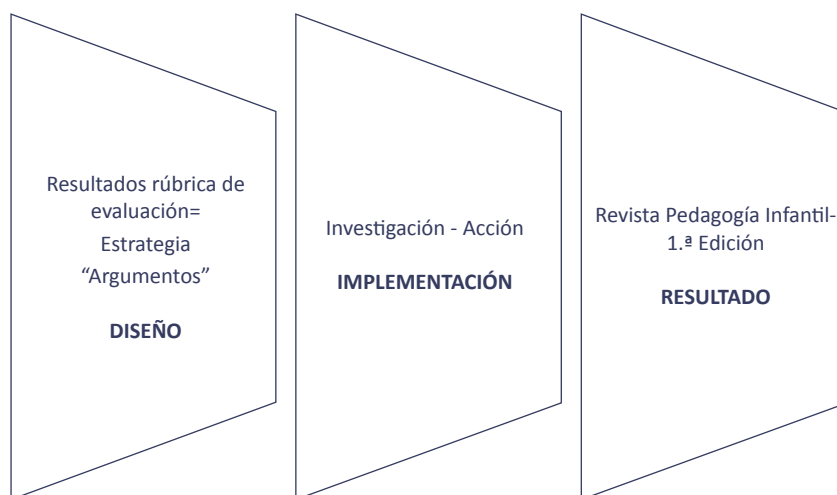 Resultados rúbrica de
evaluación=
Estrategia
“Argumentos”
DISEÑO
Investigación - Acción
IMPLEMENTACIÓN
Revista Pedagogía Infantil-
1.ª Edición
RESULTADO